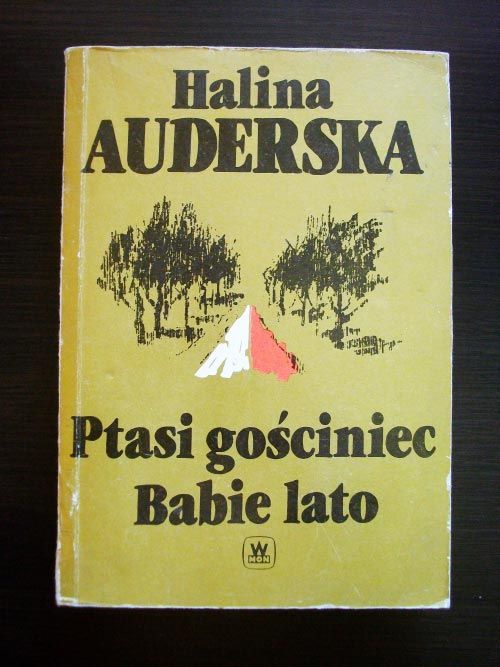 Halina
AUDERSKA
Ptasi gościniec
Babie lato
W
MON